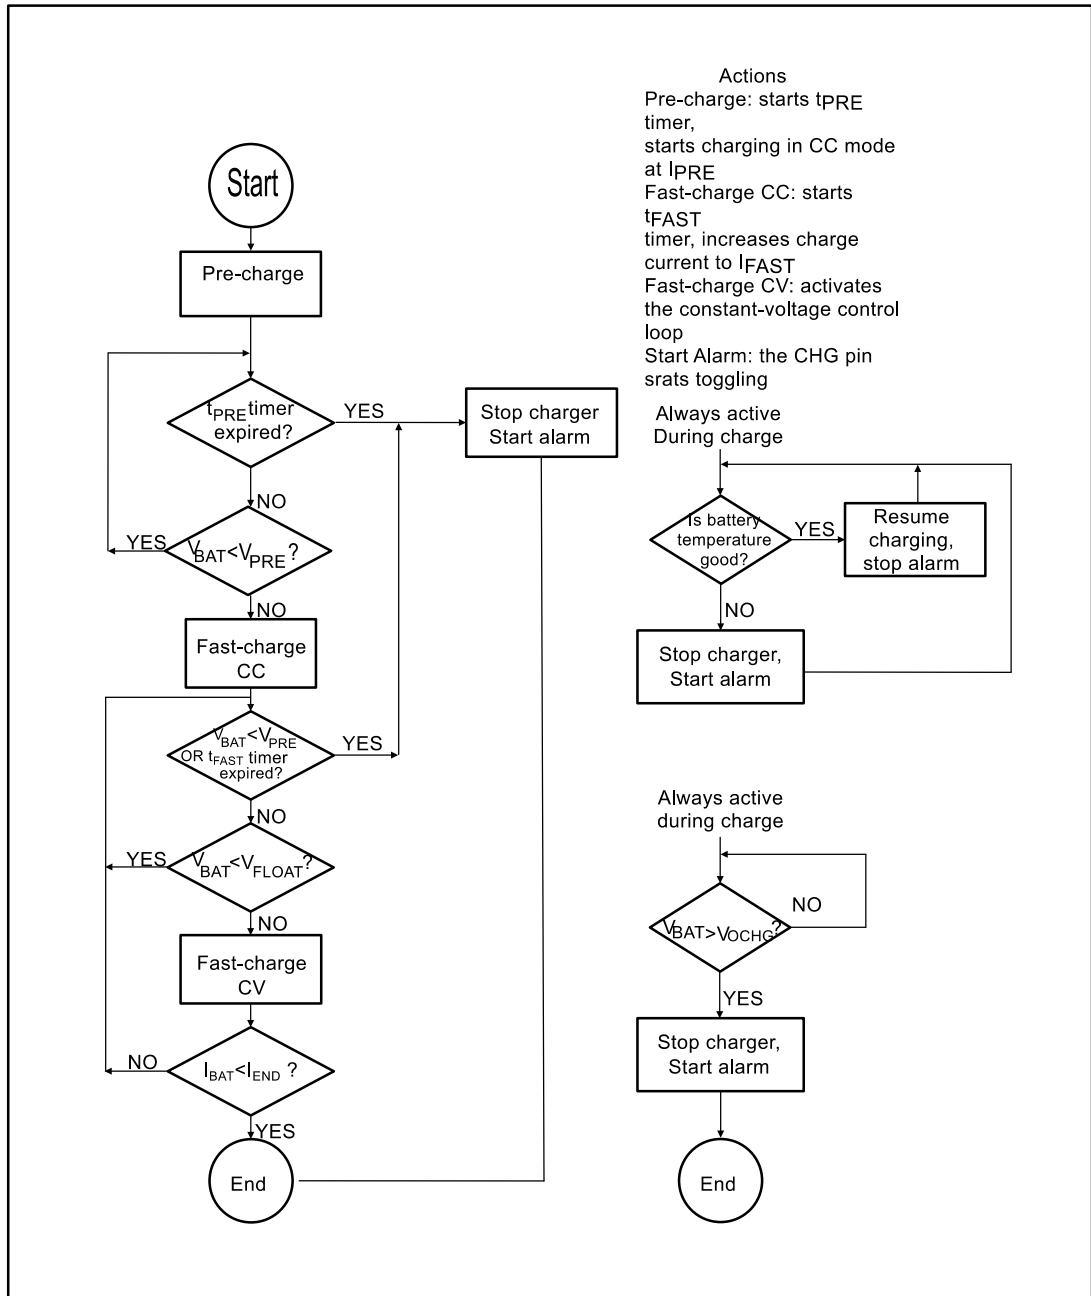 Start
Pre-charge
tPRE timer
expired?
YES
NO
VBAT<VPRE ?
YES
NO
Fast-charge
CC
VBAT<VPRE
OR tFAST timer
expired?
YES
NO
VBAT<VFLOAT?
YES
NO
Fast-charge
CV
IBAT<IEND ?
NO
YES
End
Stop charger
Start alarm
Actions
Pre-charge: starts tPRE
timer,
starts charging in CC mode
at IPRE
Fast-charge CC: starts
tFAST
timer, increases charge
current to IFAST
Fast-charge CV: activates
the constant-voltage control
loop
Start Alarm: the CHG pin
srats toggling
Always active
During charge
Is battery
temperature
good?
YES
Resume
charging,
stop alarm
NO
Stop charger,
Start alarm
Always active
during charge
VBAT>VOCHG?
NO
YES
Stop charger,
Start alarm
End